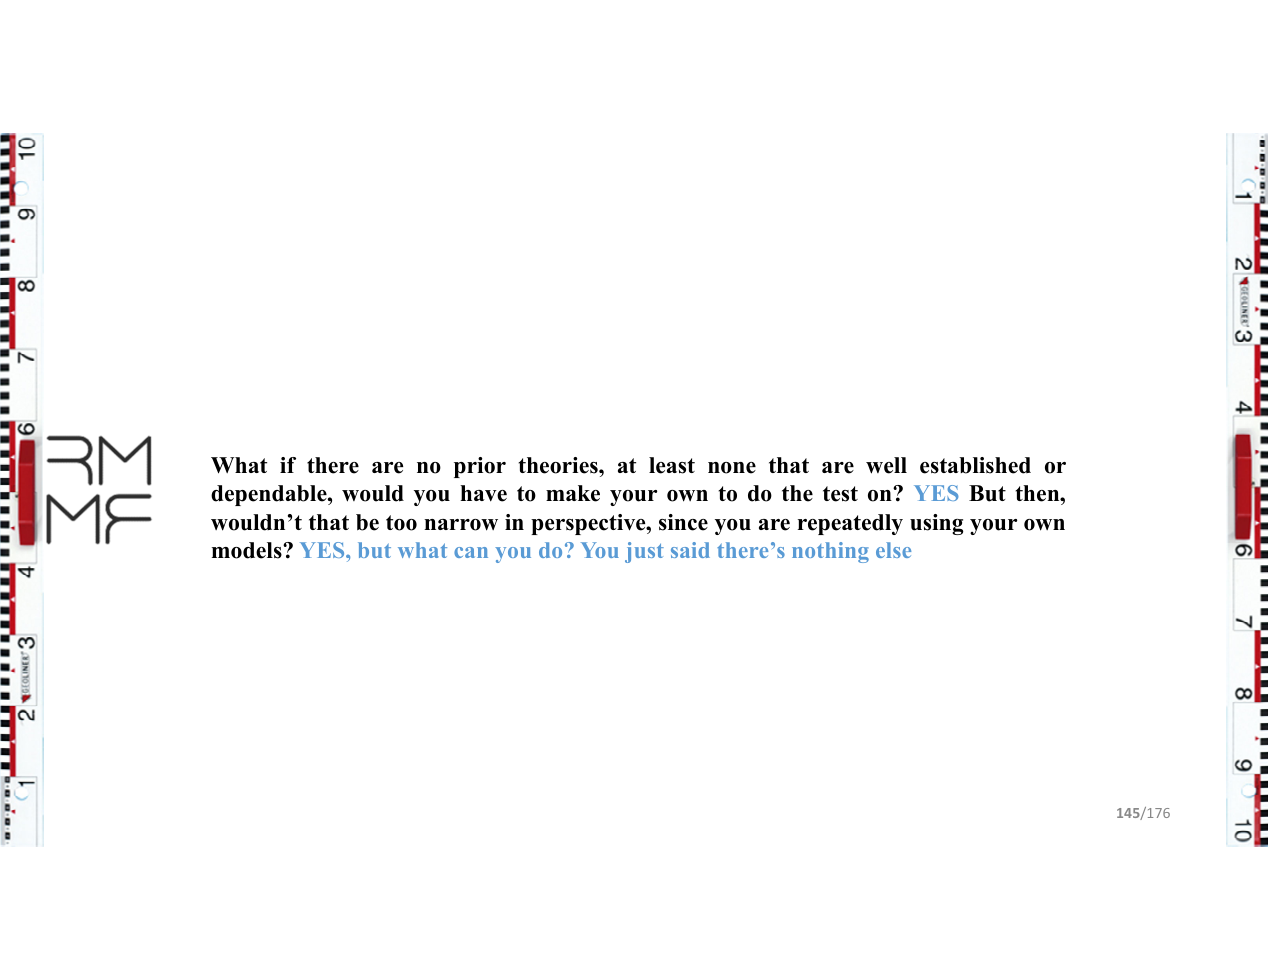 10
9
8
7
6
4
3
GEOLINER
2
1
RM
MF
What if there are no prior theories, at least none that are well established or
dependable, would you have to make your own to do the test on? YES But then,
wouldn’t that be too narrow in perspective, since you are repeatedly using your own
models? YES, but what can you do? You just said there’s nothing else
145/176
1
2
GEOLINER
3
4
6
7
8
9
10